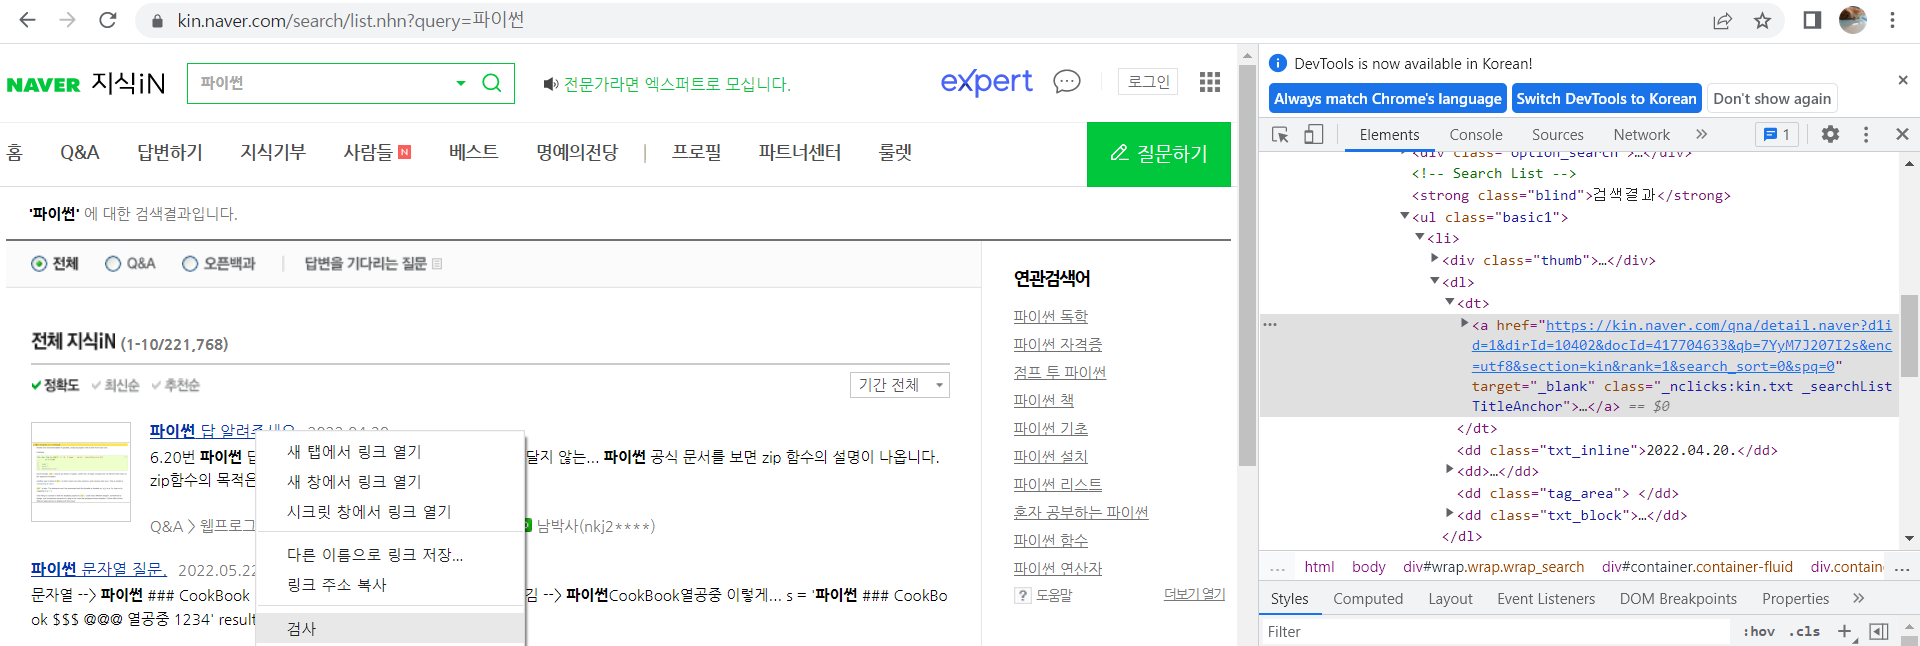 kin.naver.com/search/list.nhn?query=파이썬
NAVER 지식iN
파이썬
전문가라면 엑스퍼트로 모십니다.
expert
로그인
홈 Q&A 답변하기 지식기부 사람들 N 베스트 명예의전당 | 프로필 파트너센터 룰렛
질문하기
'파이썬' 에 대한 검색결과입니다.
전체 Q&A 오픈백과 | 답변을 기다리는 질문
전체 지식iN (1-10/221,768)
정확도 최신순 추천순
기간 전체
파이썬 답 알려주세요 2022.04.20
6.20번 파이썬 답
달지 않는... 파이썬 공식 문서를 보면 zip 함수의 설명이 나옵니다.
zip함수의 목적은
Q&A > 웹프로그
남박사(nkj2****)
파이썬 문자열 질문. 2022.05.22
문자열 --> 파이썬 ### CookBook
김 --> 파이썬CookBook열공중 이렇게... s = '파이썬 ### CookBo
ok $$$ @@@ 열공중 1234' result
새 탭에서 링크 열기
새 창에서 링크 열기
시크릿 창에서 링크 열기
다른 이름으로 링크 저장...
링크 주소 복사
검사
연관검색어
파이썬 독학
파이썬 자격증
점프 투 파이썬
파이썬 책
파이썬 기초
파이썬 설치
파이썬 리스트
혼자 공부하는 파이썬
파이썬 함수
파이썬 연산자
? 도움말
더보기 열기
DevTools is now available in Korean!
Always match Chrome's language
Switch DevTools to Korean
Don't show again
Elements Console Sources Network » 1
<div class="option_search">…</div>
<!-- Search List -->
<strong class="blind">검색결과</strong>
<ul class="basic1">
<li>
<div class="thumb">…</div>
<dl>
<dt>
<a href="https://kin.naver.com/qna/detail.naver?d1i
d=1&dirId=10402&docId=417704633&qb=7YyM7J207I2s&enc
=utf8&section=kin&rank=1&search_sort=0&spq=0"
target="_blank" class="_nclicks:kin.txt _searchList
TitleAnchor">…</a> == $0
</dt>
<dd class="txt_inline">2022.04.20.</dd>
<dd>…</dd>
<dd class="tag_area"> </dd>
<dd class="txt_block">…</dd>
</dl>
... html body div#wrap.wrap.wrap_search div#container.container-fluid div.containe ...
Styles Computed Layout Event Listeners DOM Breakpoints Properties »
Filter
:hov .cls +